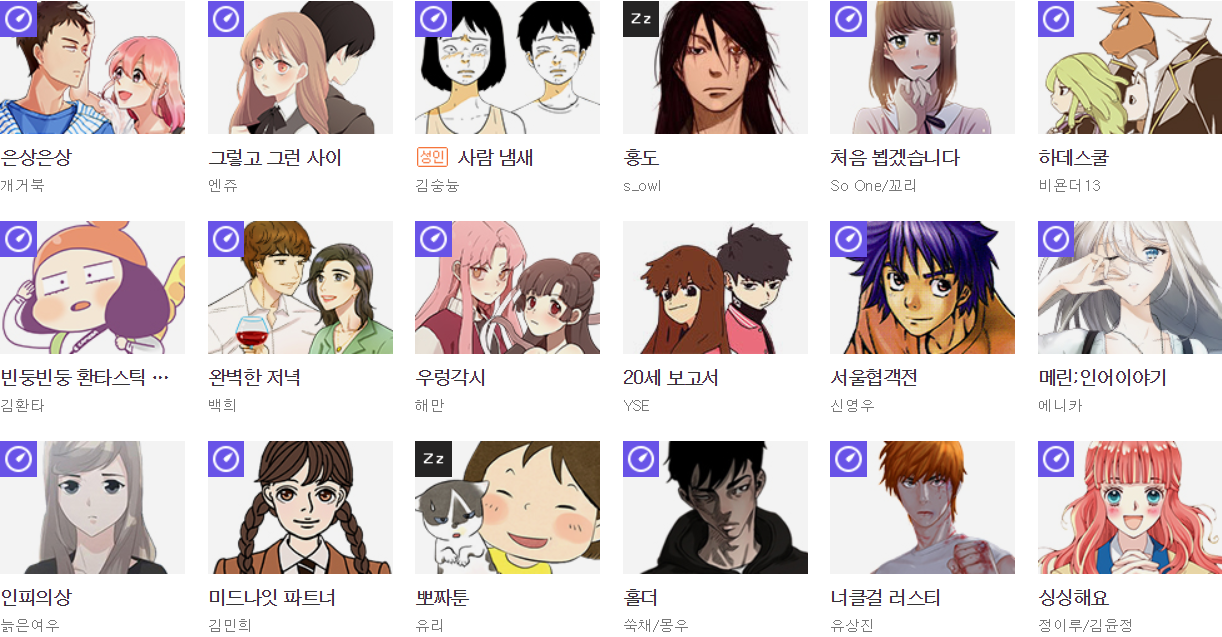 Zz
은상은상
그렇고 그런 사이
성인 사람 냄새
홍도
처음 뵙겠습니다
하데스쿨
개거북
엔쥬
김숭늉
s_owl
So One/꼬리
비욘더13
빈둥빈둥 환타스틱 ···
완벽한 저녁
우렁각시
20세 보고서
서울협객전
메린;인어이야기
김환타
백희
해만
YSE
신영우
에니카
Zz
인피의상
미드나잇 파트너
뽀짜툰
홀더
너클걸 러스티
싱싱해요
늙은여우
김민희
유리
쑥채/몽우
유상진
정이루/김윤정